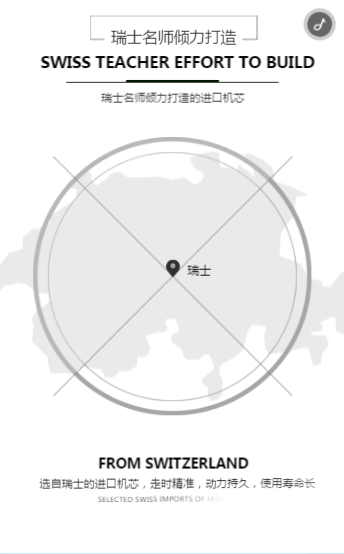 瑞士名师倾力打造
SWISS TEACHER EFFORT TO BUILD
瑞士名师倾力打造的进口机芯
瑞士
FROM SWITZERLAND
选自瑞士的进口机芯，走时精准，动力持久，使用寿命长
SELECTED SWISS IMPORTS OF